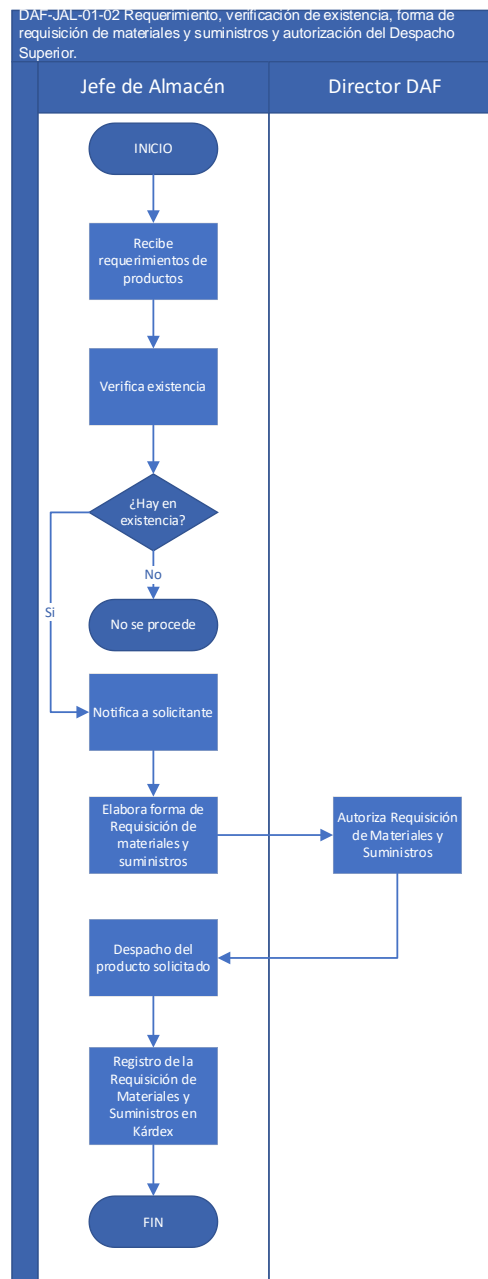 DAF-JAL-01-02 Requerimiento, verificación de existencia, forma de
requisición de materiales y suministros y autorización del Despacho
Superior.
Jefe de Almacén
Director DAF
INICIO
Recibe
requerimientos de
productos
Verifica existencia
¿Hay en
existencia?
No
Si
No se procede
Notifica a solicitante
Elabora forma de
Requisición de
materiales y
suministros
Autoriza Requisición
de Materiales y
Suministros
Despacho del
producto solicitado
Registro de la
Requisición de
Materiales y
Suministros en
Kárdex
FIN